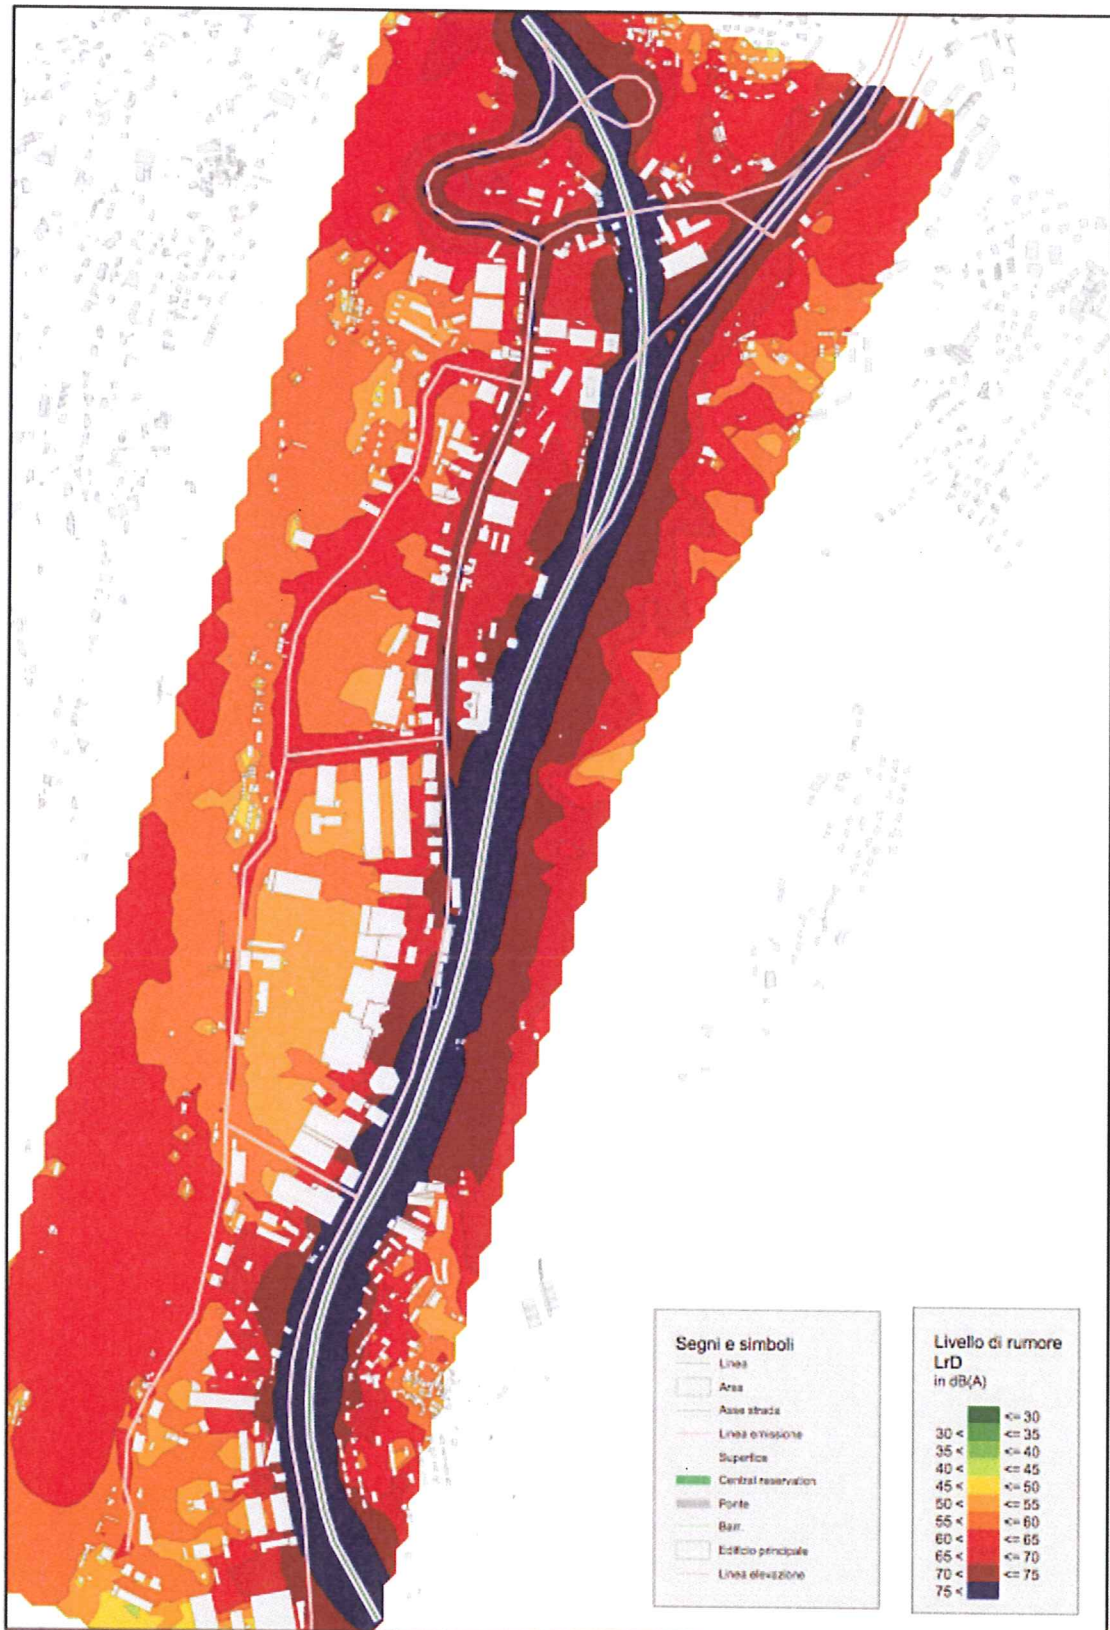 Segni e simboli
Linea
Area
Asse strada
Linea emissione
Superfice
Central reservation
Ponte
Barr.
Edificio principale
Linea elevazione
Livello di rumore
LrD
in dB(A)
<= 30
30 < <= 35
35 < <= 40
40 < <= 45
45 < <= 50
50 < <= 55
55 < <= 60
60 < <= 65
65 < <= 70
70 < <= 75
75 <